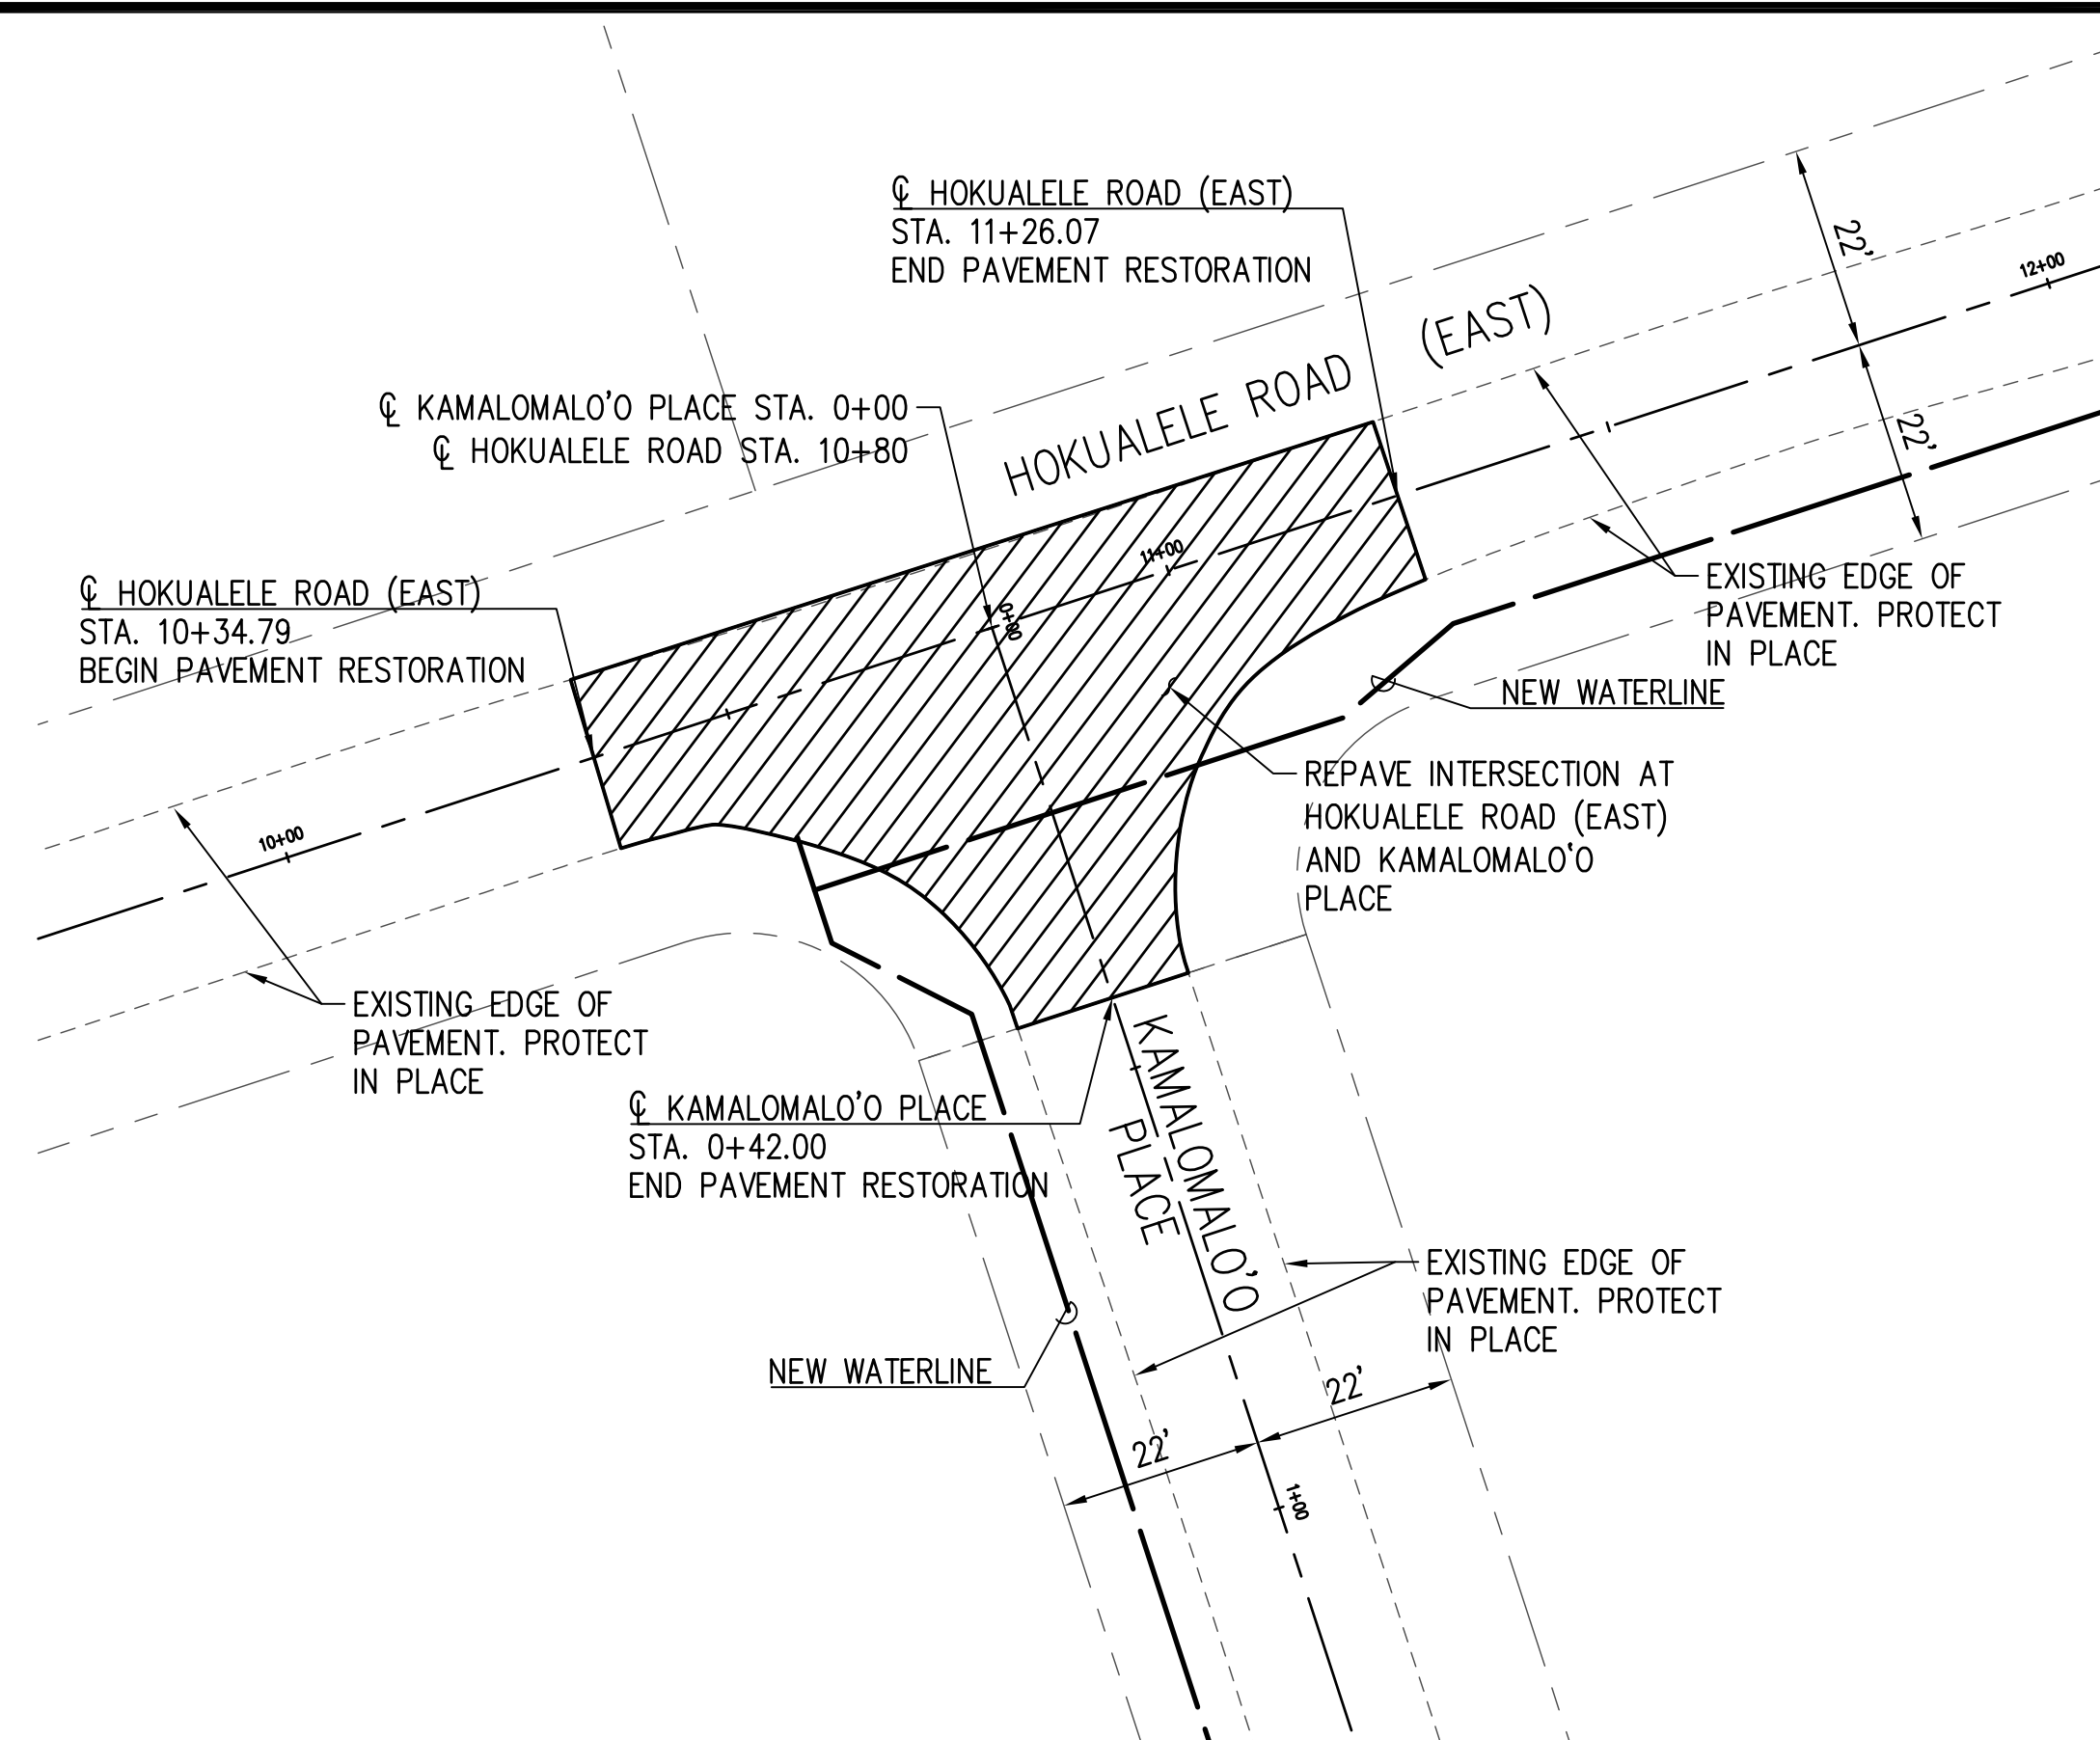 ℄ HOKUALELE ROAD (EAST)
STA. 11+26.07
END PAVEMENT RESTORATION
22'
12+00
(EAST)
HOKUALELE ROAD
℄ KAMALOMALO'O PLACE STA. 0+00
℄ HOKUALELE ROAD STA. 10+80
22'
11+00
0+00
℄ HOKUALELE ROAD (EAST)
STA. 10+34.79
BEGIN PAVEMENT RESTORATION
EXISTING EDGE OF
PAVEMENT. PROTECT
IN PLACE
NEW WATERLINE
REPAVE INTERSECTION AT
HOKUALELE ROAD (EAST)
AND KAMALOMALO'O
PLACE
10+00
EXISTING EDGE OF
PAVEMENT. PROTECT
IN PLACE
℄ KAMALOMALO'O PLACE
STA. 0+42.00
END PAVEMENT RESTORATION
KAMALOMALO'O
PLACE
EXISTING EDGE OF
PAVEMENT. PROTECT
IN PLACE
NEW WATERLINE
22'
22'
1+00